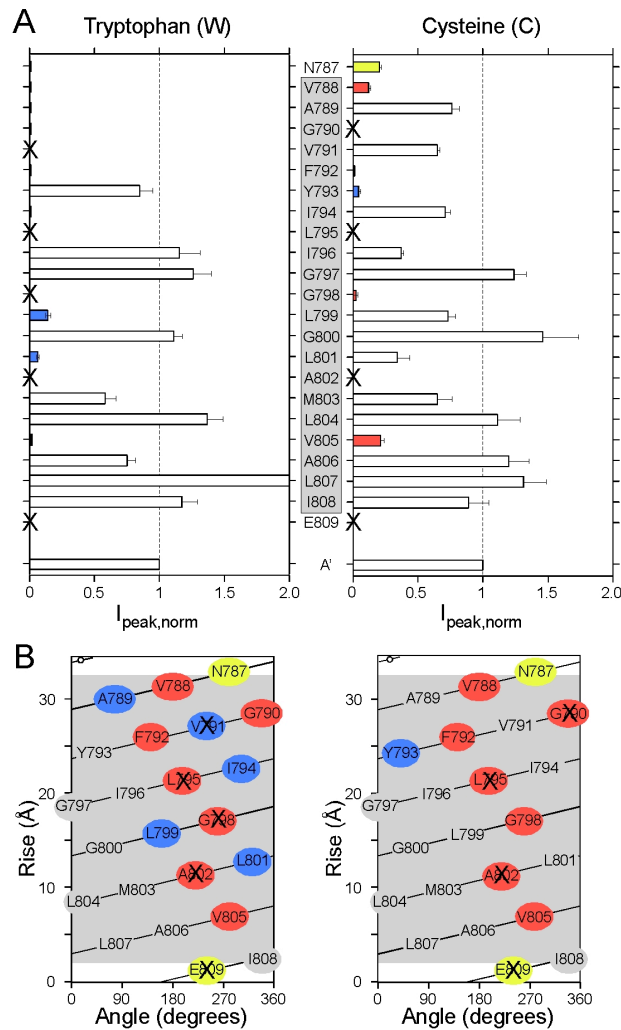 A
Tryptophan (W)
Cysteine (C)
N787
V788
A789
G790
X
V791
X
F792
Y793
I794
L795
X
X
I796
G797
G798
X
L799
G800
L801
A802
X
X
M803
L804
V805
A806
L807
I808
E809
X
X
A'
0 0.5 1 1.5 2.0
0 0.5 1 1.5 2.0
Ipeak,norm
Ipeak,norm
B
N787
V788
A789
G790
V791
X
F792
Y793
I794
L795
X
I796
G797
G798
X
L799
G800
L801
A802
X
M803
L804
V805
A806
L807
I808
E809
X
30
20
10
0
Rise (Å)
0 90 180 270 360
Angle (degrees)
N787
V788
A789
G790
X
V791
F792
Y793
I794
L795
X
I796
G797
G798
L799
G800
L801
A802
X
M803
L804
V805
A806
L807
I808
E809
X
30
20
10
0
Rise (Å)
0 90 180 270 360
Angle (degrees)